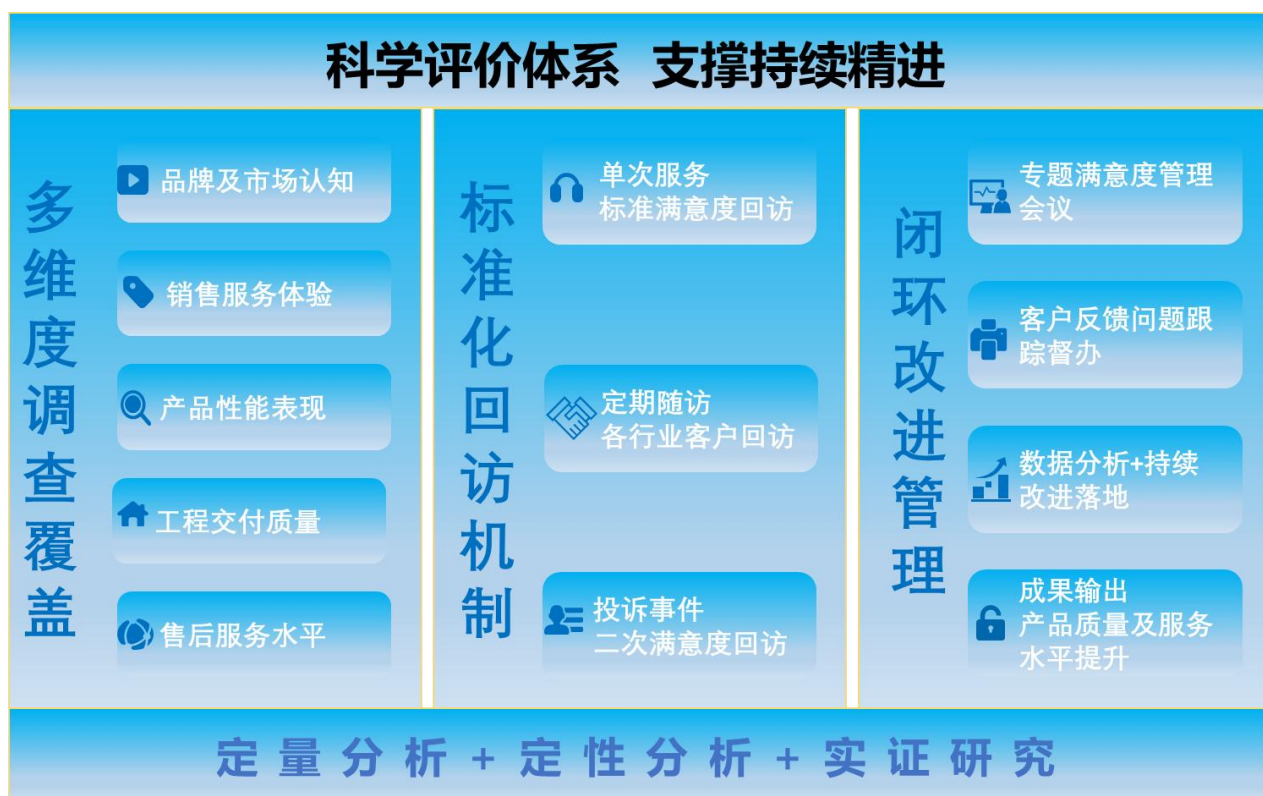 科学评价体系 支撑持续精进
多维度调查覆盖
品牌及市场认知
销售服务体验
产品性能表现
工程交付质量
售后服务水平
标准化回访机制
单次服务
标准满意度回访
定期随访
各行业客户回访
投诉事件
二次满意度回访
闭环改进管理
专题满意度管理
会议
客户反馈问题跟
踪督办
数据分析+持续
改进落地
成果输出
产品质量及服务
水平提升
定量分析+定性分析+实证研究